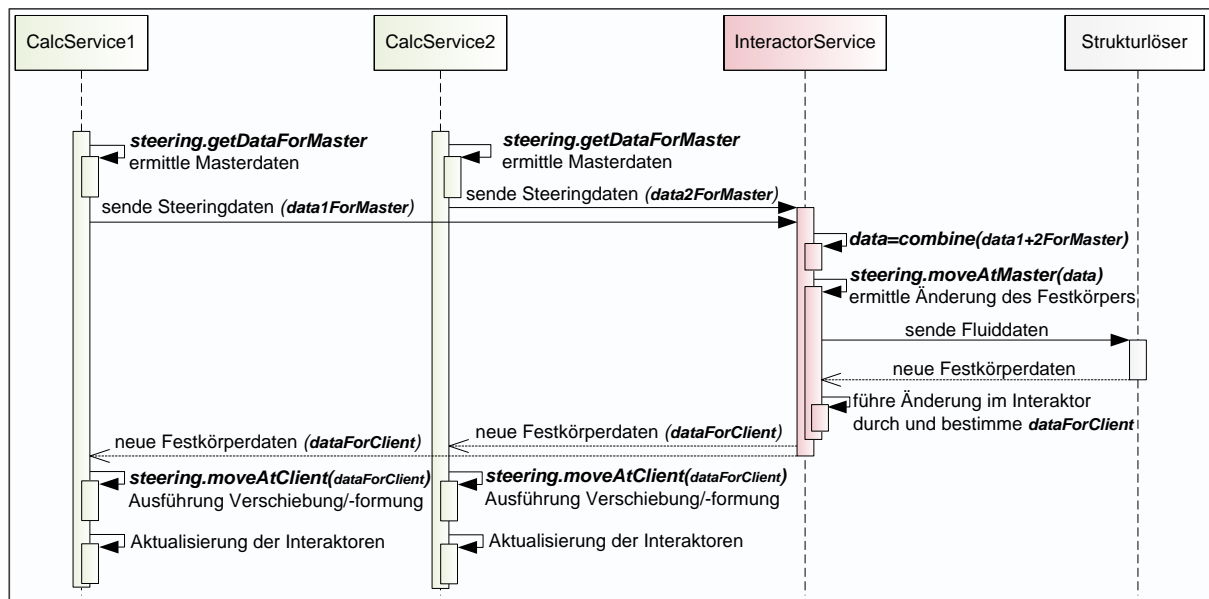 CalcService1
CalcService2
InteractorService
Strukturlöser
steering.getDataForMaster
ermittle Masterdaten
steering.getDataForMaster
ermittle Masterdaten
sende Steeringdaten (data2ForMaster)
sende Steeringdaten (data1ForMaster)
data=combine(data1+2ForMaster)
steering.moveAtMaster(data)
ermittle Änderung des Festkörpers
sende Fluiddaten
neue Festkörperdaten
führe Änderung im Interaktor
durch und bestimme dataForClient
neue Festkörperdaten (dataForClient)
neue Festkörperdaten (dataForClient)
steering.moveAtClient(dataForClient)
Ausführung Verschiebung/-formung
steering.moveAtClient(dataForClient)
Ausführung Verschiebung/-formung
Aktualisierung der Interaktoren
Aktualisierung der Interaktoren